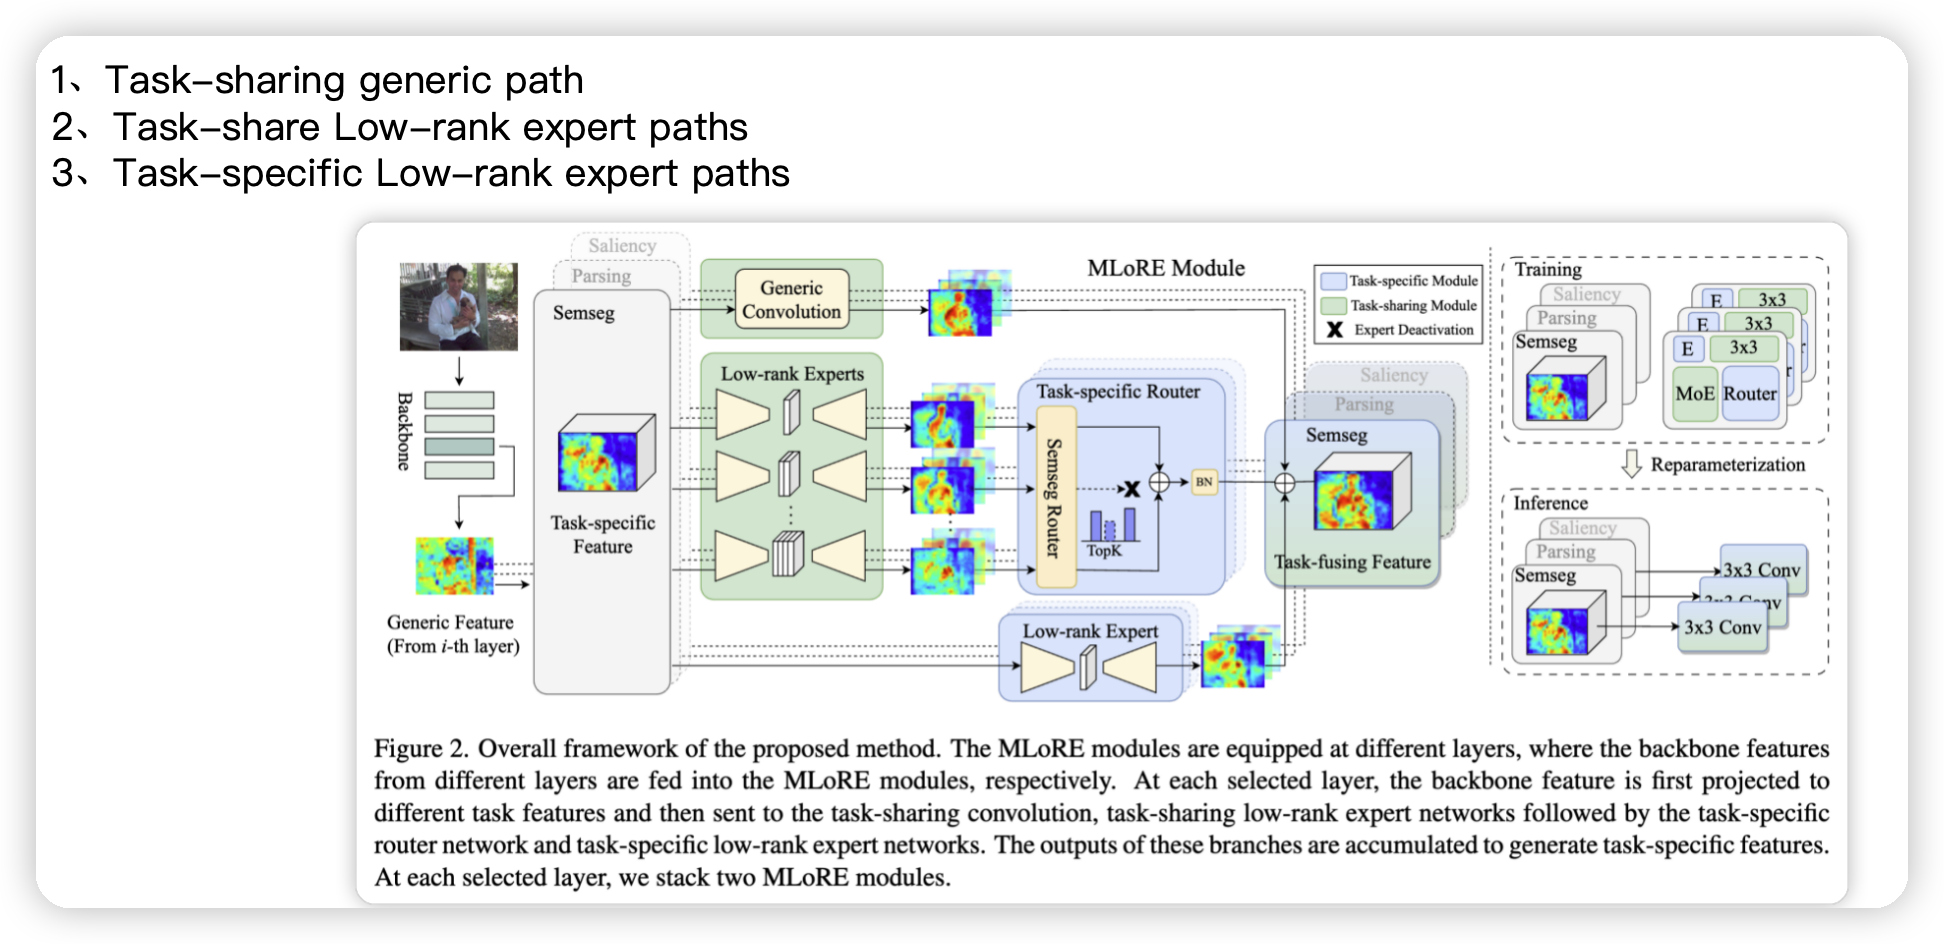 1、Task-sharing generic path
2、Task-share Low-rank expert paths
3、Task-specific Low-rank expert paths
Saliency
Parsing
Semseg
Task-specific
Feature
Backbone
Generic Feature
(From i-th layer)
Generic
Convolution
Low-rank Experts
MLoRE Module
Task-specific Module
Task-sharing Module
Expert Deactivation
Task-specific Router
Semseg Router
TopK
BN
Low-rank Expert
Saliency
Parsing
Semseg
Task-fusing Feature
Training
Saliency
Parsing
Semseg
E 3x3
E 3x3
E 3x3
MoE Router
r
r
Reparameterization
Inference
Saliency
Parsing
Semseg
3x3 Conv
3x3 Conv
Figure 2. Overall framework of the proposed method. The MLoRE modules are equipped at different layers, where the backbone features
from different layers are fed into the MLoRE modules, respectively. At each selected layer, the backbone feature is first projected to
different task features and then sent to the task-sharing convolution, task-sharing low-rank expert networks followed by the task-specific
router network and task-specific low-rank expert networks. The outputs of these branches are accumulated to generate task-specific features.
At each selected layer, we stack two MLoRE modules.